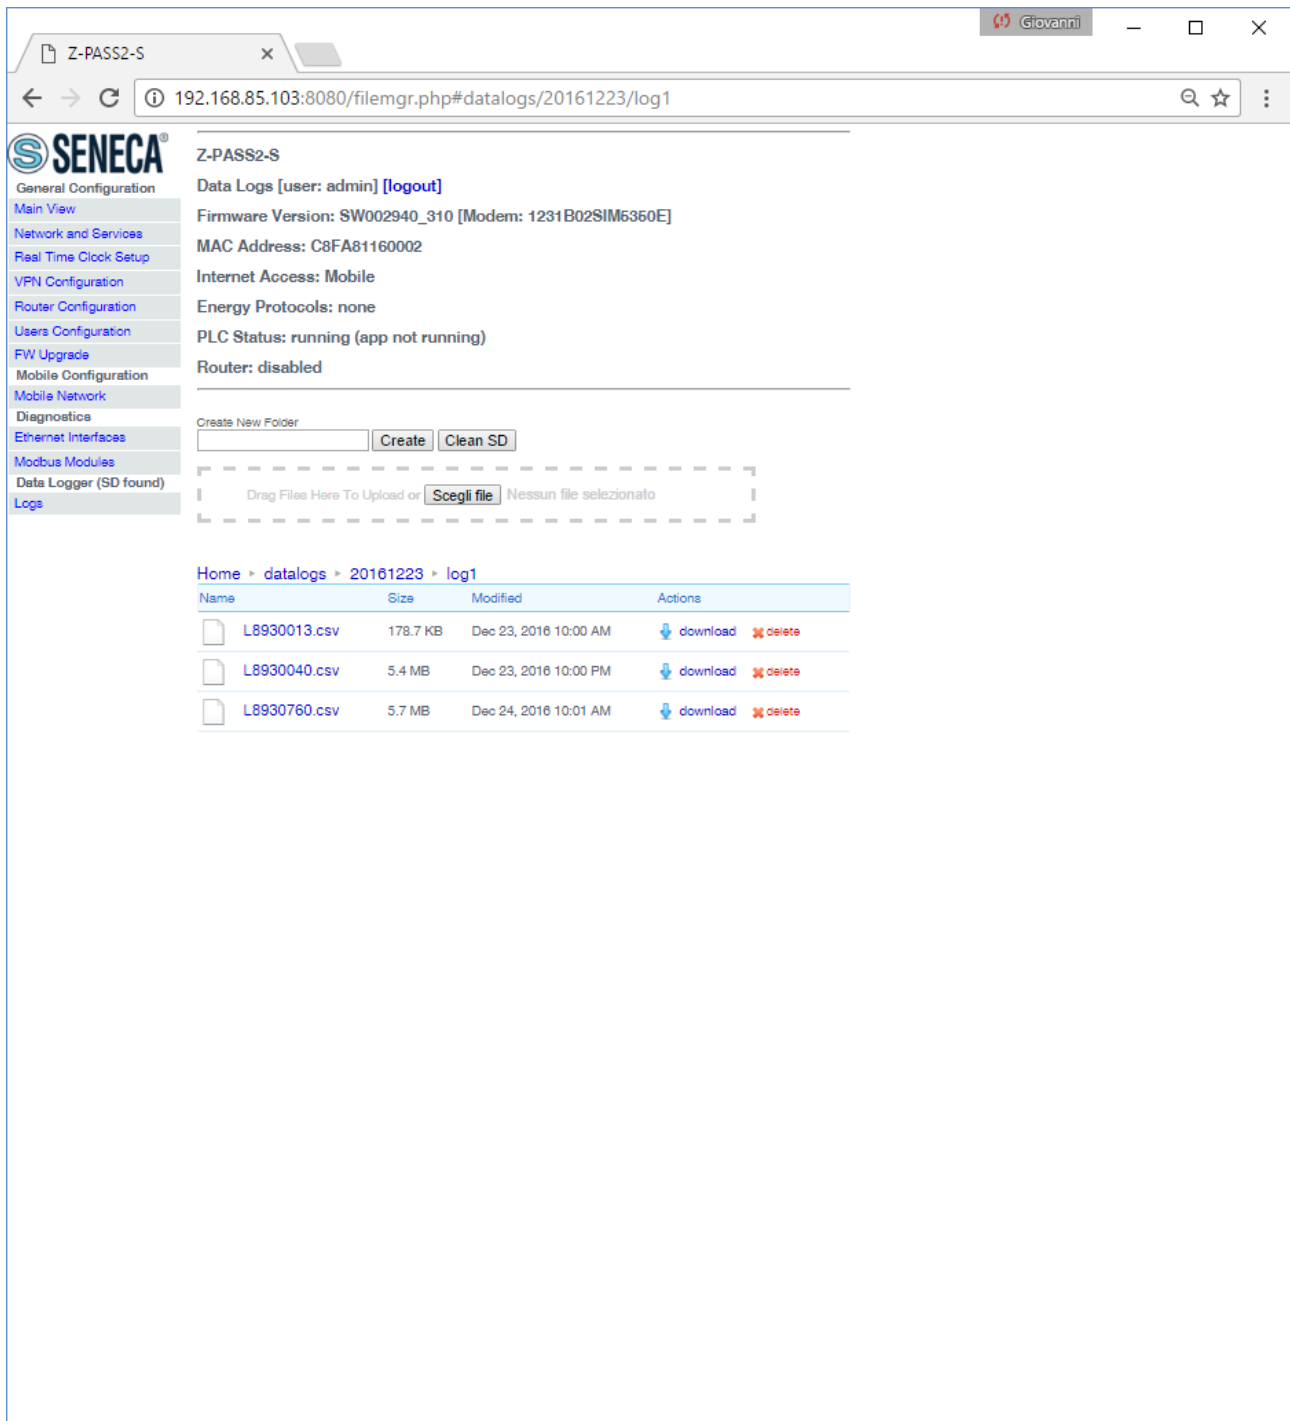 Giovanni
Z-PASS2-S
192.168.85.103:8080/filemgr.php#datalogs/20161223/log1
SENECA®
General Configuration
Main View
Network and Services
Real Time Clock Setup
VPN Configuration
Router Configuration
Users Configuration
FW Upgrade
Mobile Configuration
Mobile Network
Diagnostics
Ethernet Interfaces
Modbus Modules
Data Logger (SD found)
Logs
Z-PASS2-S
Data Logs [user: admin] [logout]
Firmware Version: SW002940_310 [Modem: 1231B02SIM5350E]
MAC Address: C8FA81160002
Internet Access: Mobile
Energy Protocols: none
PLC Status: running (app not running)
Router: disabled
Create New Folder
Create Clean SD
Drag Files Here To Upload or Scegli file Nessun file selezionato
Home ▸ datalogs ▸ 20161223 ▸ log1
Name Size Modified Actions
L8930013.csv 178.7 KB Dec 23, 2016 10:00 AM download delete
L8930040.csv 5.4 MB Dec 23, 2016 10:00 PM download delete
L8930760.csv 5.7 MB Dec 24, 2016 10:01 AM download delete